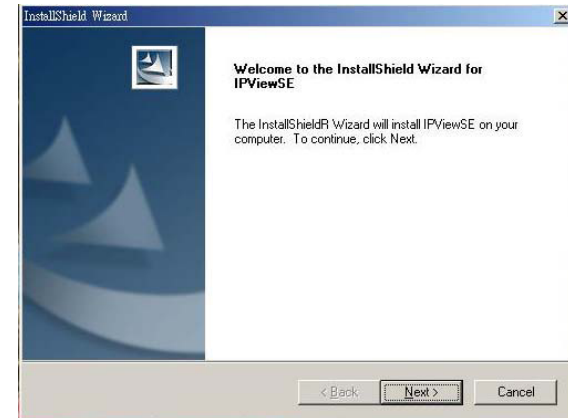 InstallShield Wizard
Welcome to the InstallShield Wizard for
IPViewSE
The InstallShieldR Wizard will install IPViewSE on your
computer. To continue, click Next.
< Back
Next >
Cancel